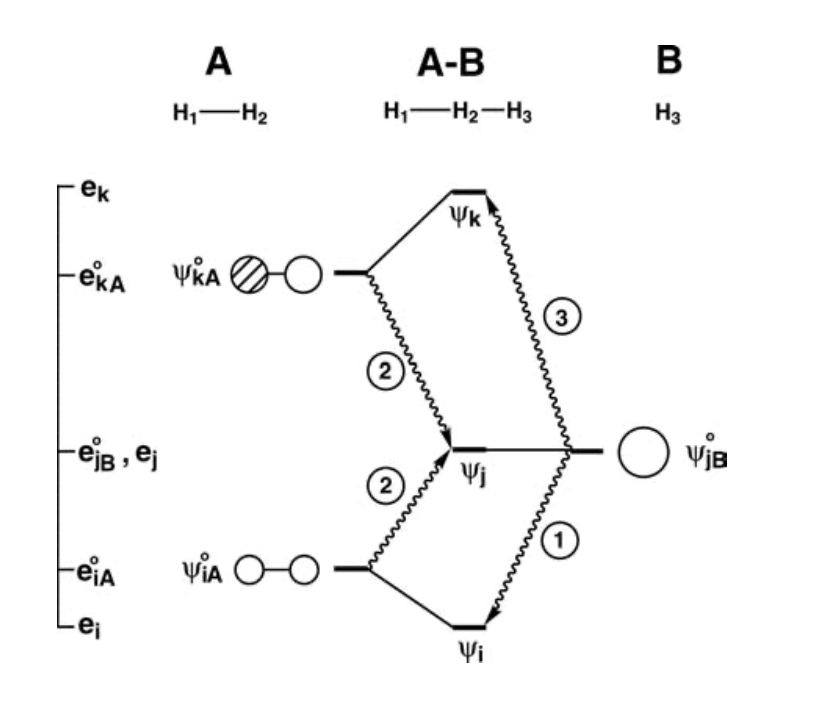 A A-B B
H₁—H₂ H₁—H₂—H₃ H₃
eₖ
ψₖ
e°ₖA ψ°ₖA
3
2
e°jB , ej ψj ψ°jB
2
1
e°iA ψ°iA
ei
ψi